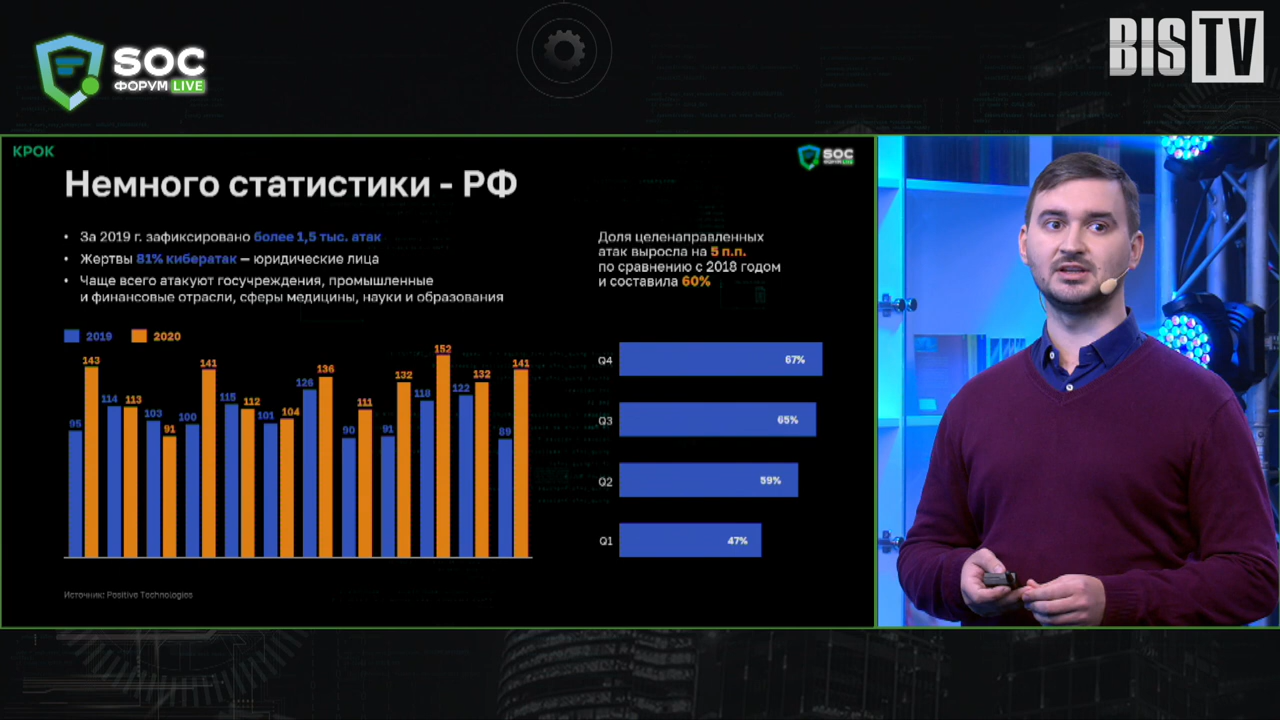 SOC
ФОРУМ LIVE
BIS TV
КРОК
SOC
LIVE
Немного статистики - РФ
• За 2019 г. зафиксировано более 1,5 тыс. атак
• Жертвы 81% кибератак — юридические лица
• Чаще всего атакуют госучреждения, промышленные
и финансовые отрасли, сферы медицины, науки и образования
Доля целенаправленных
атак выросла на 5 п.п.
по сравнению с 2018 годом
и составила 60%
2019 2020
95 143 114 113 103 91 100 141 115 112 101 104 126 136 90 111 91 132 118 152 122 132 89 141
Q4 67%
Q3 65%
Q2 59%
Q1 47%
Источник: Positive Technologies